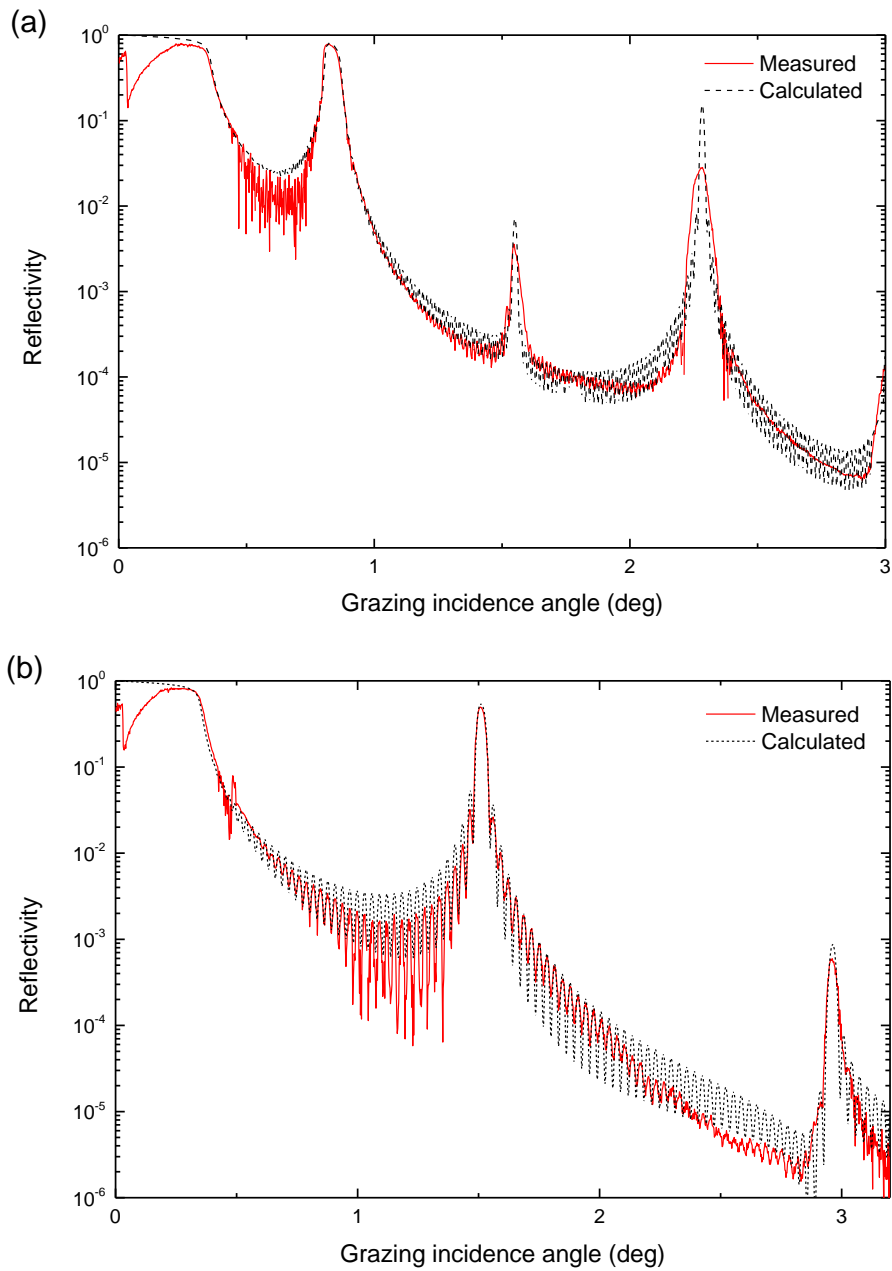 (a)
10^0
10^-1
10^-2
10^-3
10^-4
10^-5
10^-6
Reflectivity
Measured
Calculated
0 1 2 3
Grazing incidence angle (deg)
(b)
10^0
10^-1
10^-2
10^-3
10^-4
10^-5
10^-6
Reflectivity
Measured
Calculated
0 1 2 3
Grazing incidence angle (deg)